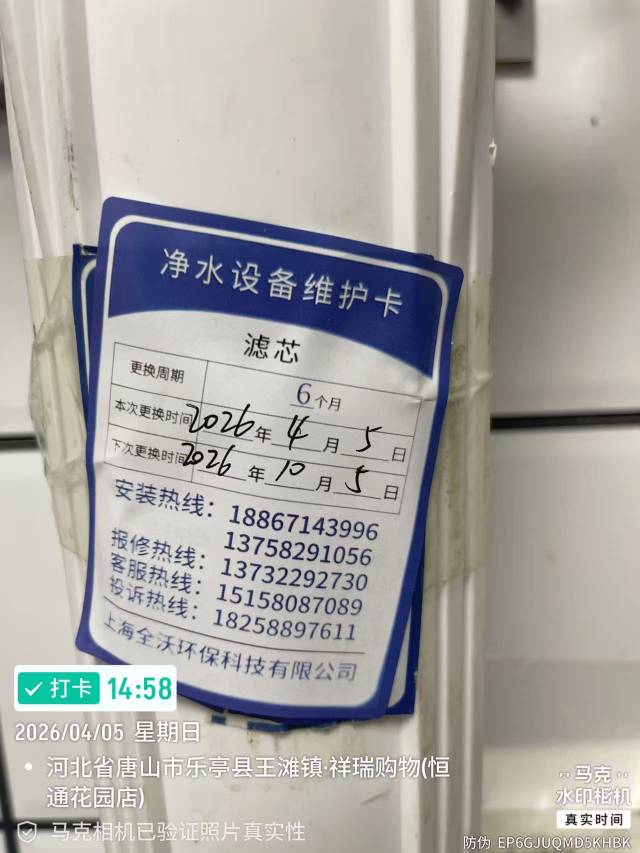 净水设备维护卡
滤芯
更换周期 6个月
本次更换时间 2026年4月5日
下次更换时间 2026年10月5日
安装热线：18867143996
13758291056
报修热线：13732292730
客服热线：15158087089
投诉热线：18258897611
上海全沃环保科技有限公司
打卡 14:58
2026/04/05 星期日
河北省唐山市乐亭县王滩镇·祥瑞购物(恒
通花园店)
马克相机已验证照片真实性
马克
水印相机
真实时间
防伪 EP6GJUQMD5KHBK